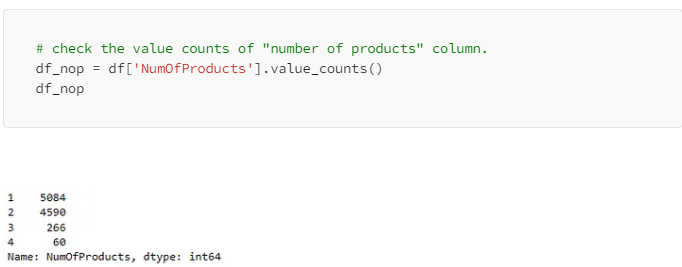 # check the value counts of "number of products" column.
df_nop = df['NumOfProducts'].value_counts()
df_nop
1    5084
2    4590
3     266
4      60
Name: NumOfProducts, dtype: int64